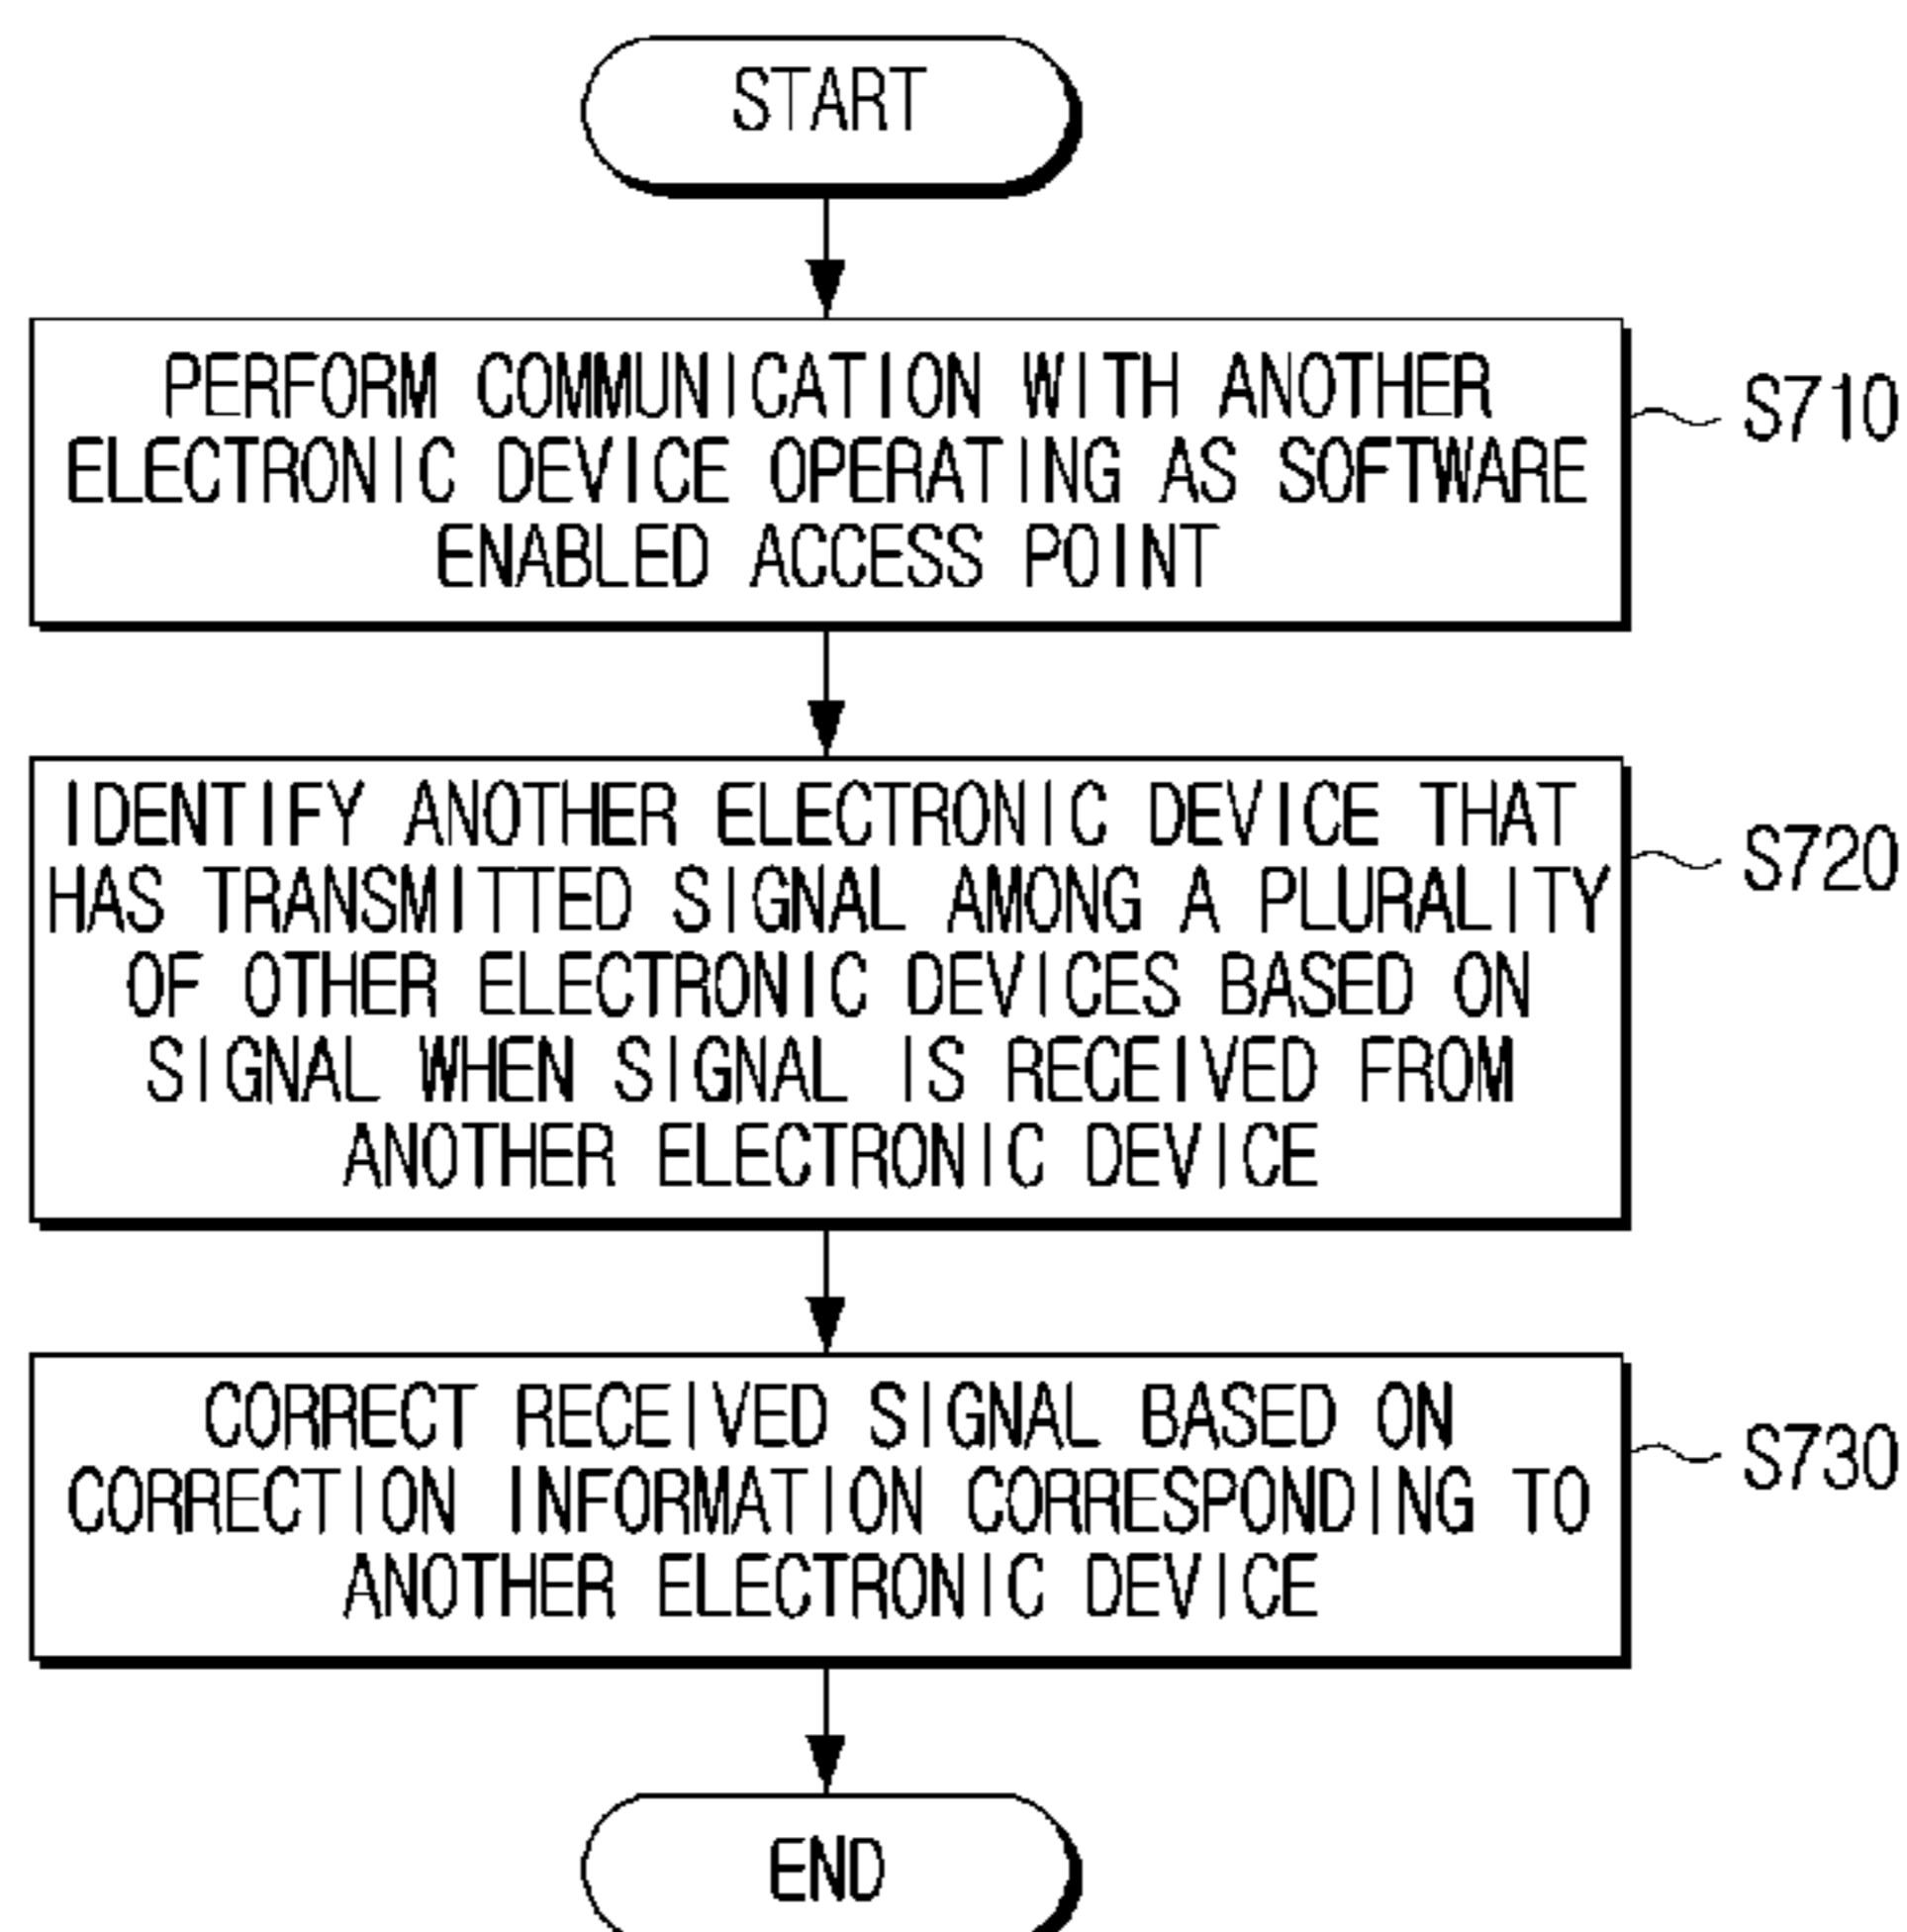 START
PERFORM COMMUNICATION WITH ANOTHER
ELECTRONIC DEVICE OPERATING AS SOFTWARE
ENABLED ACCESS POINT
S710
IDENTIFY ANOTHER ELECTRONIC DEVICE THAT
HAS TRANSMITTED SIGNAL AMONG A PLURALITY
OF OTHER ELECTRONIC DEVICES BASED ON
SIGNAL WHEN SIGNAL IS RECEIVED FROM
ANOTHER ELECTRONIC DEVICE
S720
CORRECT RECEIVED SIGNAL BASED ON
CORRECTION INFORMATION CORRESPONDING TO
ANOTHER ELECTRONIC DEVICE
S730
END